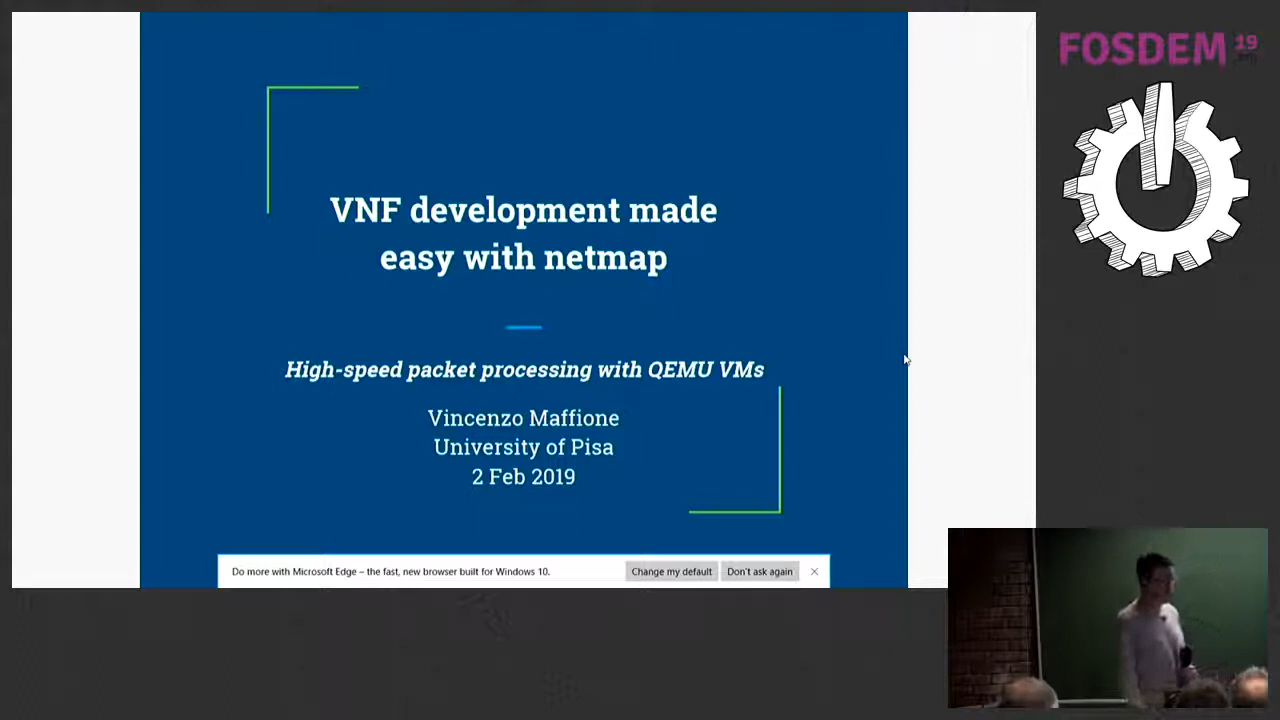 FOSDEM 19
.org
VNF development made
easy with netmap
High-speed packet processing with QEMU VMs
Vincenzo Maffione
University of Pisa
2 Feb 2019
Do more with Microsoft Edge – the fast, new browser built for Windows 10.
Change my default
Don't ask again